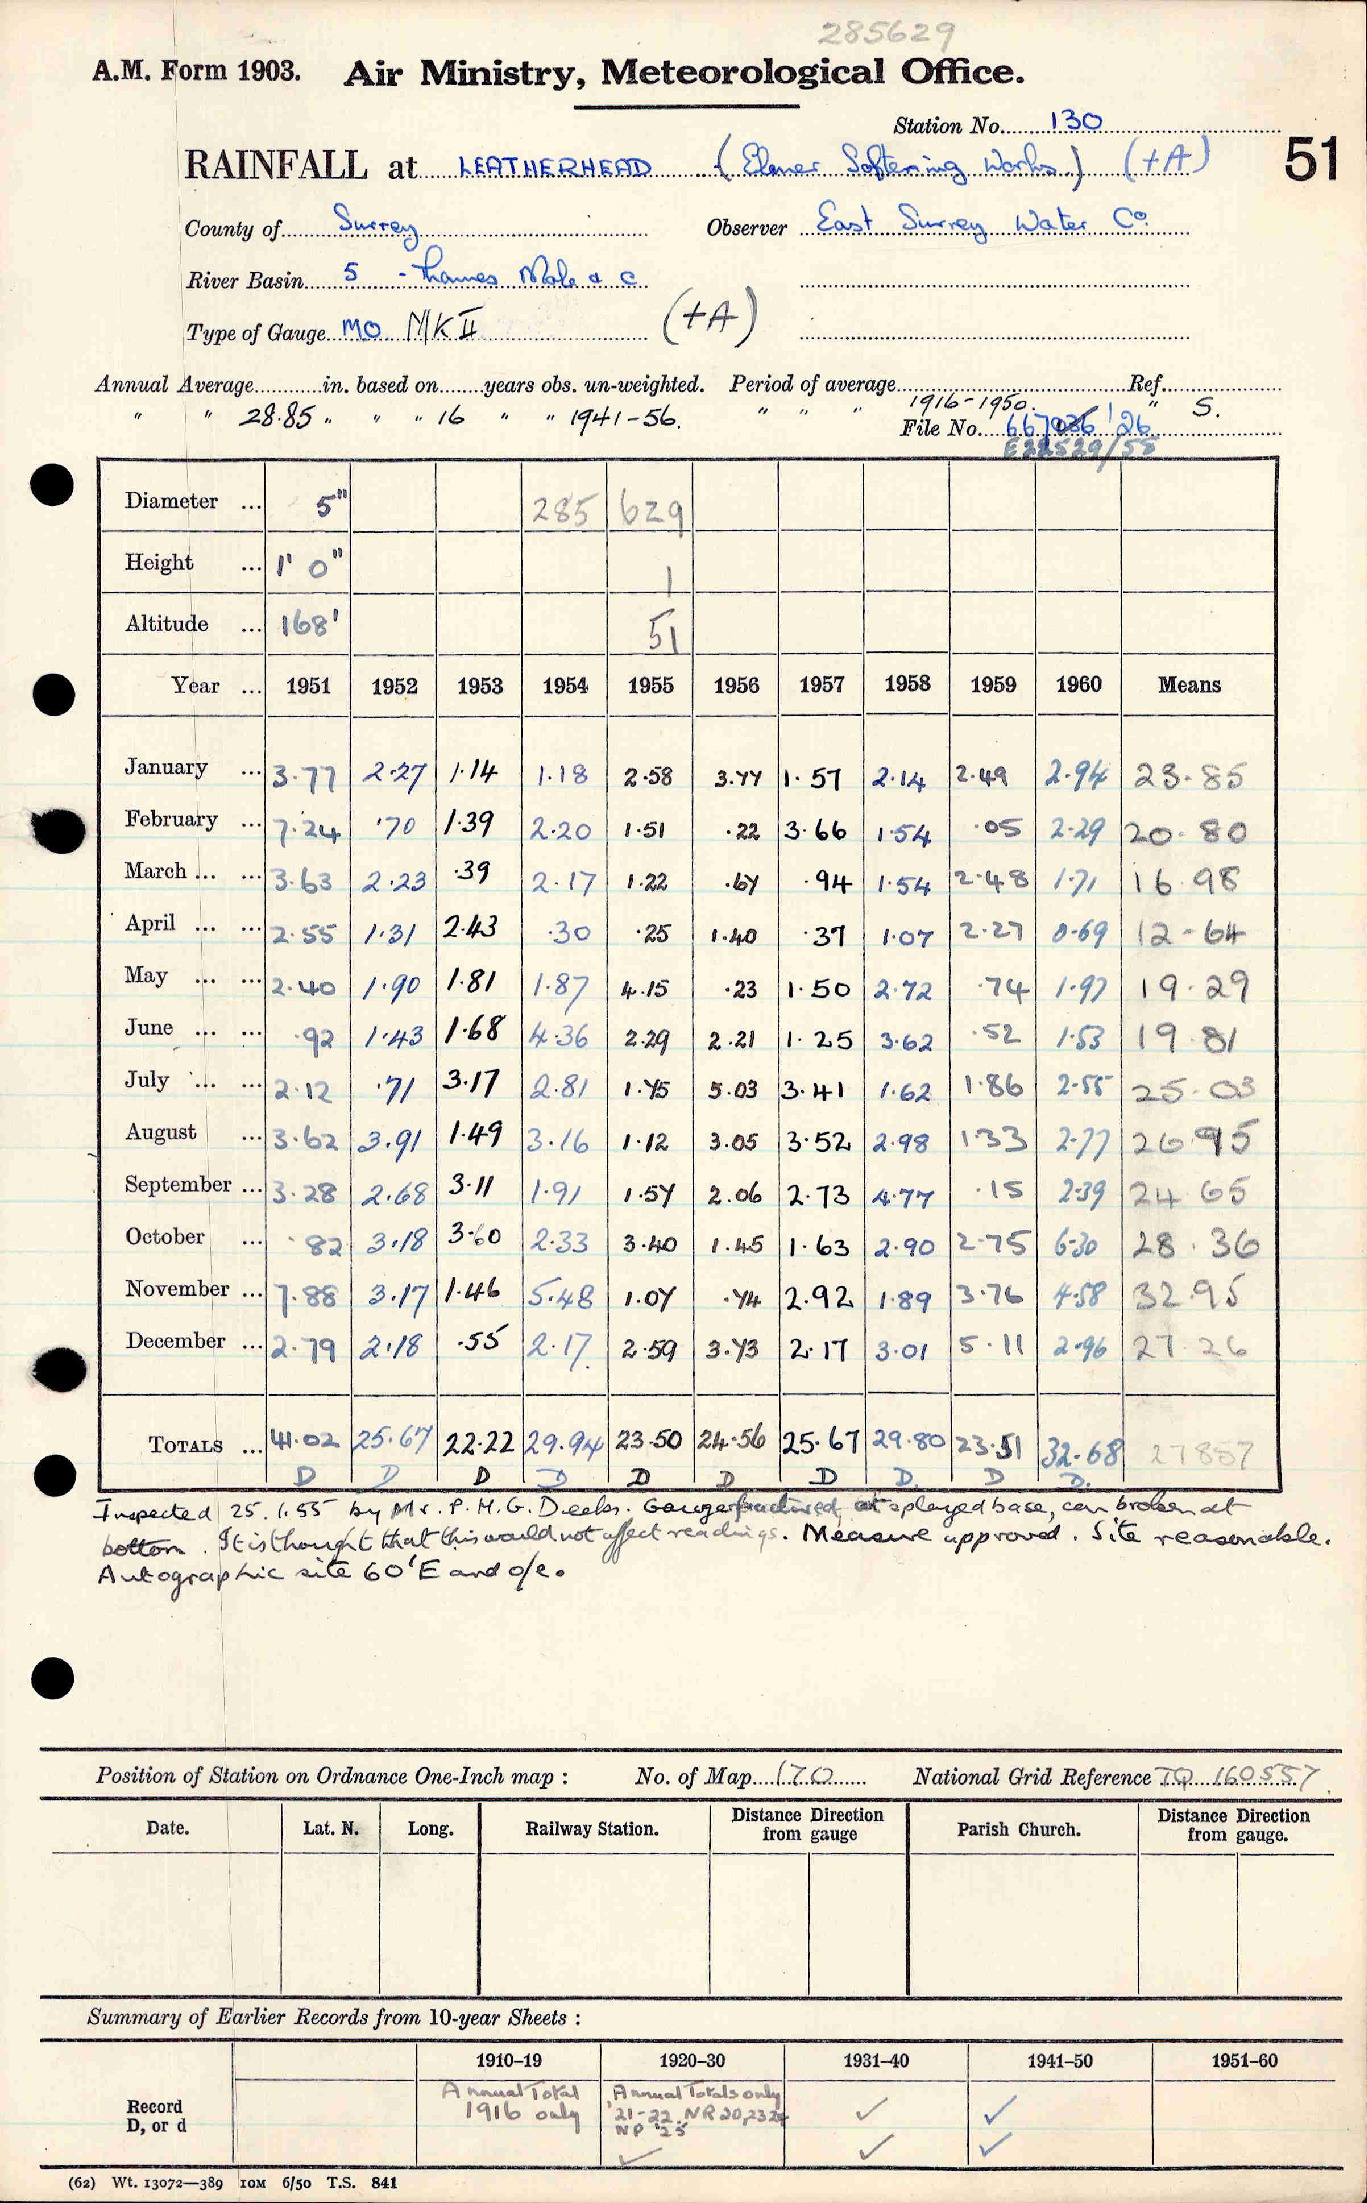 285629
A.M. Form 1903. Air Ministry, Meteorological Office.
Station No. 130
51
RAINFALL at LEATHERHEAD (Elmer Softening Works) (+A)
County of Surrey Observer East Surrey Water Co.
River Basin 5 - Thames Mole & C
Type of Gauge MO MK II (+A)
Annual Average in. based on years obs. un-weighted. Period of average Ref.
" " 28.85 " " " 16 " " 1941-56. " " " 1916-1950. " S.
File No. 667036 '26
E22529/55
Diameter ... 5" 285 629
Height ... 1' 0" 1
Altitude ... 168' 51
Year ... 1951 1952 1953 1954 1955 1956 1957 1958 1959 1960 Means
January ... 3.77 2.27 1.14 1.18 2.58 3.77 1.57 2.14 2.49 2.94 23.85
February ... 7.24 .70 1.39 2.20 1.51 .22 3.66 1.54 .05 2.29 20.80
March ... ... 3.63 2.23 .39 2.17 1.22 .67 .94 1.54 2.48 1.71 16.98
April ... ... 2.55 1.31 2.43 .30 .25 1.40 .37 1.07 2.27 0.69 12-64
May ... ... 2.40 1.90 1.81 1.87 4.15 .23 1.50 2.72 .74 1.97 19.29
June ... ... .92 1.43 1.68 4.36 2.29 2.21 1.25 3.62 .52 1.53 19.81
July ... ... 2.12 .71 3.17 2.81 1.75 5.03 3.41 1.62 1.86 2.55 25.03
August ... 3.62 3.91 1.49 3.16 1.12 3.05 3.52 2.98 1.33 2.77 26.95
September ... 3.28 2.68 3.11 1.91 1.57 2.06 2.73 4.77 .15 2.39 24.65
October ... .82 3.18 3.60 2.33 3.40 1.45 1.63 2.90 2.75 6.30 28.36
November ... 7.88 3.17 1.46 5.48 1.07 .74 2.92 1.89 3.76 4.58 32.95
December ... 2.79 2.18 .55 2.17 2.59 3.73 2.17 3.01 5.11 2.96 27.26
TOTALS ... 41.02 25.67 22.22 29.94 23.50 24.56 25.67 29.80 23.51 32.68 27857
D D D D D D D D. D D.
Inspected 25.1.55 by Mr. P.H.G. Deeks. Gauge fractured at splayed base, can broken at
bottom. It is thought that this would not affect readings. Measure approved. Site reasonable.
Autographic site 60' E and o/c.
Position of Station on Ordnance One-Inch map : No. of Map 170 National Grid Reference TQ 160557
Date. Lat. N. Long. Railway Station. Distance Direction from gauge Parish Church. Distance Direction from gauge.
Summary of Earlier Records from 10-year Sheets :
1910–19 1920–30 1931–40 1941–50 1951–60
Record
D, or d
Annual Total
1916 only
Annual Totals only
'21-22. NR 20,23 24
NP '25
✓ ✓
✓ ✓ ✓
(62) Wt. 13072—389 10M 6/50 T.S. 841